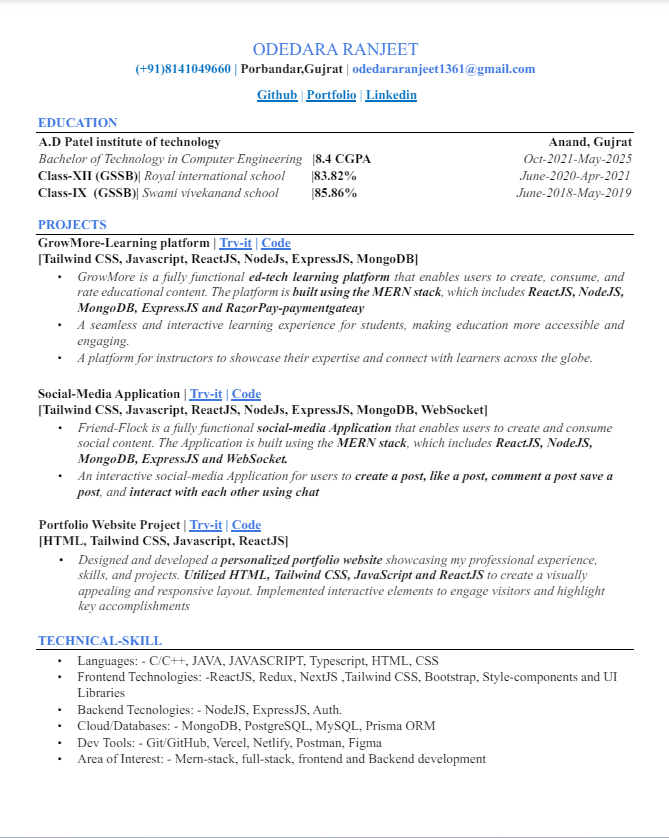 ODEDARA RANJEET
(+91)8141049660 | Porbandar,Gujrat | odedararanjeet1361@gmail.com
Github | Portfolio | Linkedin
EDUCATION
A.D Patel institute of technology Anand, Gujrat
Bachelor of Technology in Computer Engineering |8.4 CGPA Oct-2021-May-2025
Class-XII (GSSB)| Royal international school |83.82% June-2020-Apr-2021
Class-IX (GSSB)| Swami vivekanand school |85.86% June-2018-May-2019
PROJECTS
GrowMore-Learning platform | Try-it | Code
[Tailwind CSS, Javascript, ReactJS, NodeJs, ExpressJS, MongoDB]
• GrowMore is a fully functional ed-tech learning platform that enables users to create, consume, and
rate educational content. The platform is built using the MERN stack, which includes ReactJS, NodeJS,
MongoDB, ExpressJS and RazorPay-paymentgateay
• A seamless and interactive learning experience for students, making education more accessible and
engaging.
• A platform for instructors to showcase their expertise and connect with learners across the globe.
Social-Media Application | Try-it | Code
[Tailwind CSS, Javascript, ReactJS, NodeJs, ExpressJS, MongoDB, WebSocket]
• Friend-Flock is a fully functional social-media Application that enables users to create and consume
social content. The Application is built using the MERN stack, which includes ReactJS, NodeJS,
MongoDB, ExpressJS and WebSocket.
• An interactive social-media Application for users to create a post, like a post, comment a post save a
post, and interact with each other using chat
Portfolio Website Project | Try-it | Code
[HTML, Tailwind CSS, Javascript, ReactJS]
• Designed and developed a personalized portfolio website showcasing my professional experience,
skills, and projects. Utilized HTML, Tailwind CSS, JavaScript and ReactJS to create a visually
appealing and responsive layout. Implemented interactive elements to engage visitors and highlight
key accomplishments
TECHNICAL-SKILL
• Languages: - C/C++, JAVA, JAVASCRIPT, Typescript, HTML, CSS
• Frontend Technologies: -ReactJS, Redux, NextJS ,Tailwind CSS, Bootstrap, Style-components and UI
Libraries
• Backend Tecnologies: - NodeJS, ExpressJS, Auth.
• Cloud/Databases: - MongoDB, PostgreSQL, MySQL, Prisma ORM
• Dev Tools: - Git/GitHub, Vercel, Netlify, Postman, Figma
• Area of Interest: - Mern-stack, full-stack, frontend and Backend development